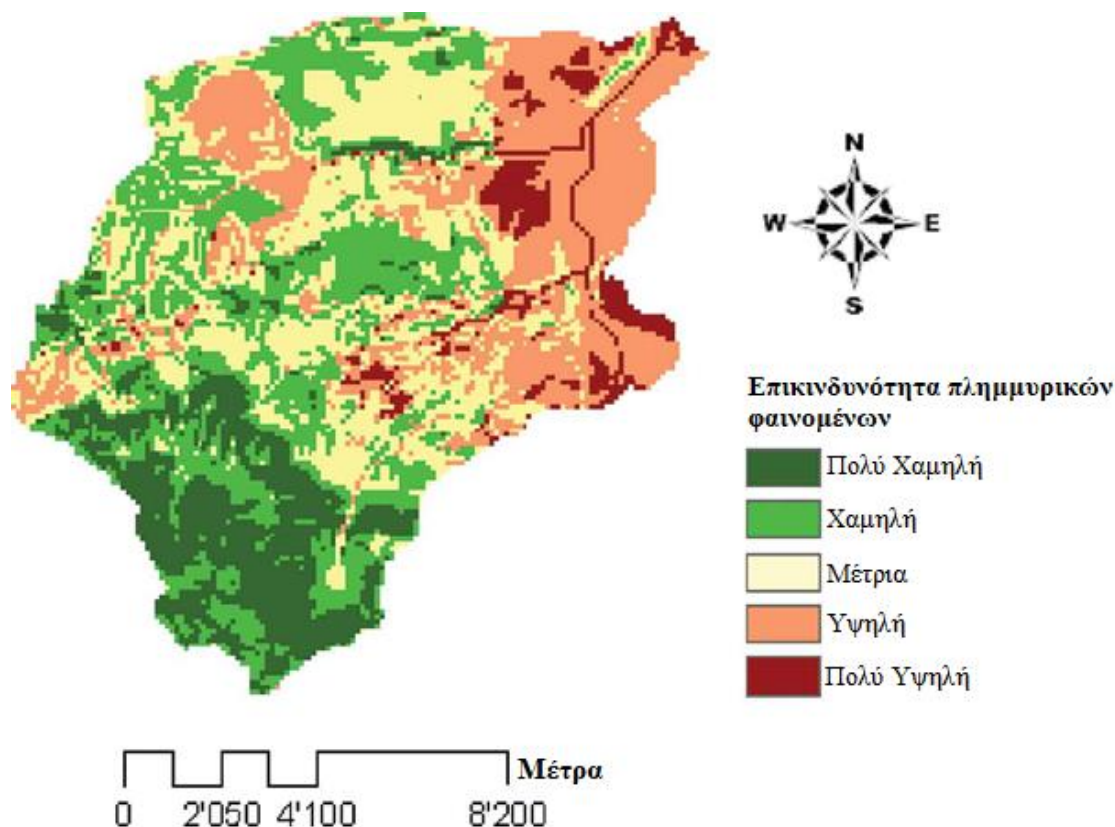 N
W E
S
Επικινδυνότητα πλημμυρικών
φαινομένων
Πολύ Χαμηλή
Χαμηλή
Μέτρια
Υψηλή
Πολύ Υψηλή
Μέτρα
0 2'050 4'100 8'200